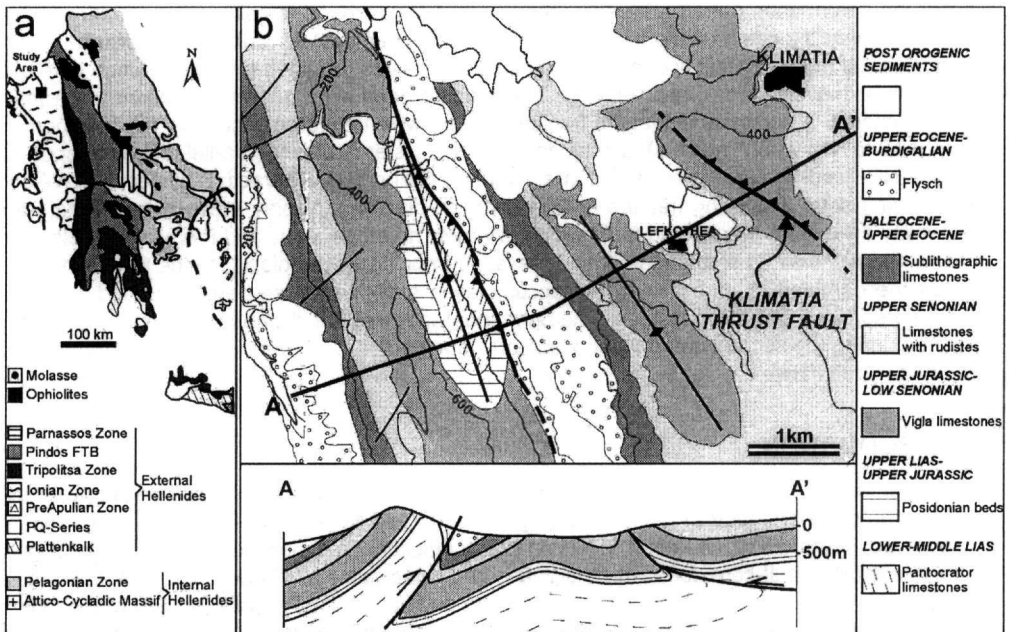 a
Study
Area
N
100 km
Molasse
Ophiolites
Parnassos Zone
Pindos FTB
Tripolitsa Zone
Ionian Zone
PreApulian Zone
PQ-Series
Plattenkalk
External
Hellenides
Pelagonian Zone
Attico-Cycladic Massif
Internal
Hellenides
b
200
KLIMATIA
400
A'
400
200
LEFKOTHEA
KLIMATIA
THRUST FAULT
A
600
1km
A
A'
0
500m
POST OROGENIC
SEDIMENTS
UPPER EOCENE-
BURDIGALIAN
Flysch
PALEOCENE-
UPPER EOCENE
Sublithographic
limestones
UPPER SENONIAN
Limestones
with rudistes
UPPER JURASSIC-
LOW SENONIAN
Vigla limestones
UPPER LIAS-
UPPER JURASSIC
Posidonian beds
LOWER-MIDDLE LIAS
Pantocrator
limestones